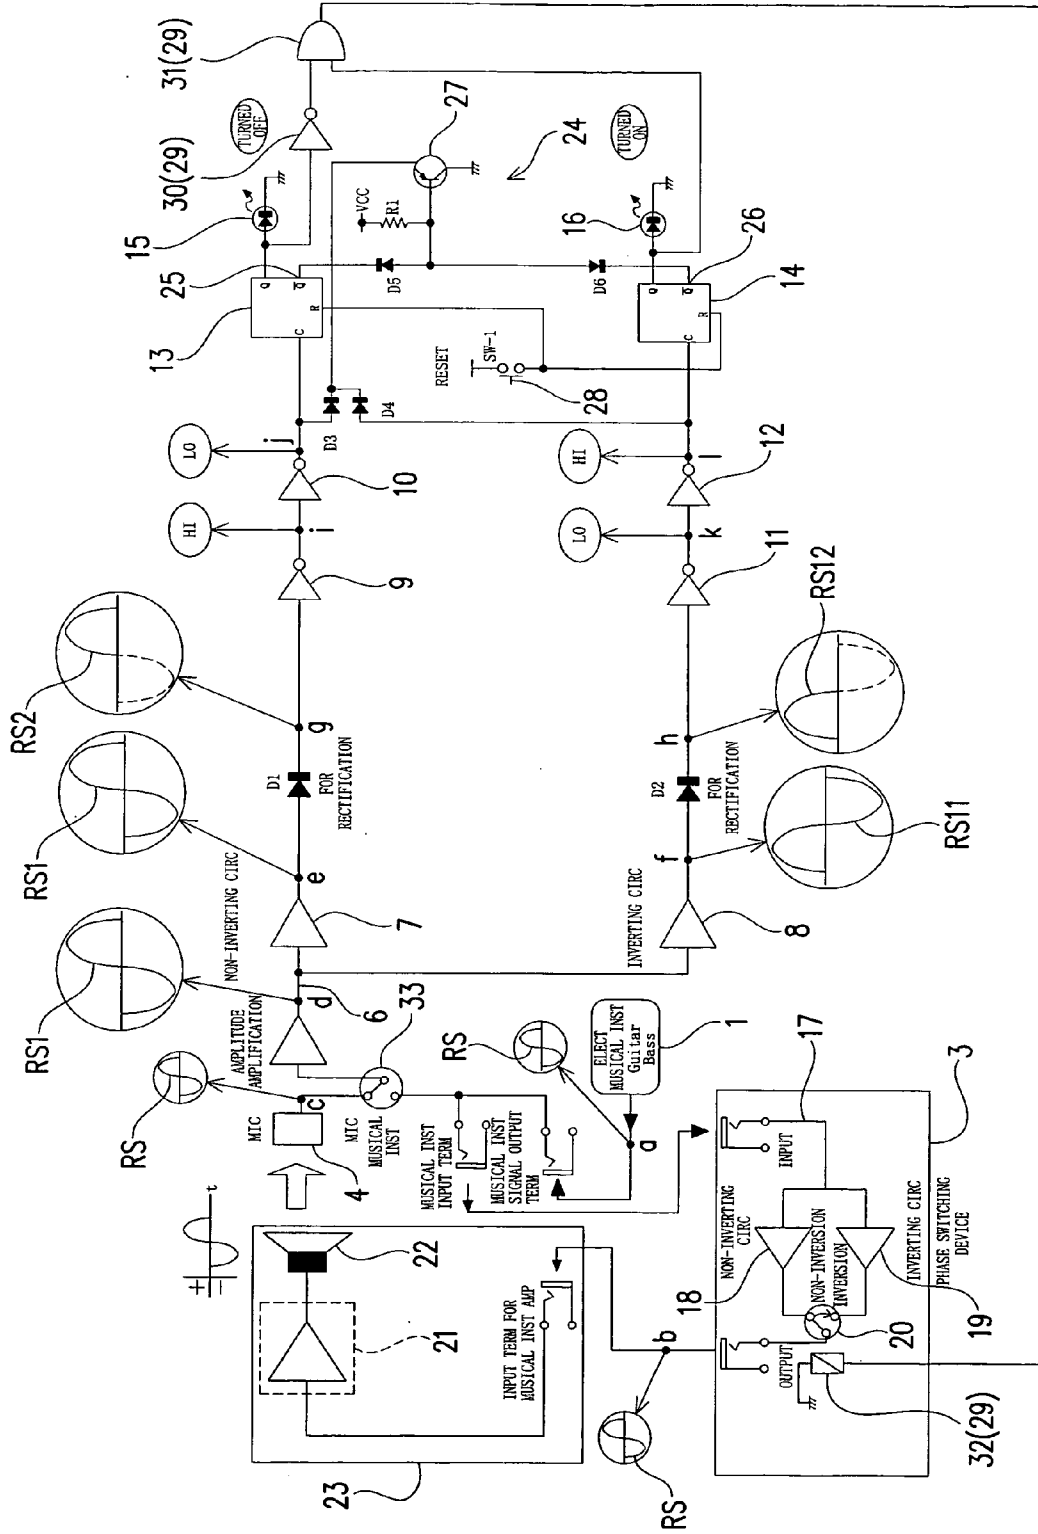 31(29)
TURNED
OFF
30(29)
15
25
13
Q
Q
C
R
VCC
R1
27
24
D5
D6
TURNED
ON
16
26
14
Q
Q
C
R
RESET
SW-1
28
D3
D4
LO
j
10
HI
i
9
HI
l
12
LO
k
11
RS2
g
D1
FOR
RECTIFICATION
RS1
e
NON-INVERTING CIRC
7
RS12
h
D2
FOR
RECTIFICATION
RS11
f
INVERTING CIRC
8
RS1
d
6
AMPLITUDE
AMPLIFICATION
33
RS
c
MIC
4
MIC
MUSICAL
INST
MUSICAL INST
INPUT TERM
MUSICAL INST
SIGNAL OUTPUT
TERM
RS
a
ELECT
MUSICAL INST
Guitar
Bass
1
+
−
t
22
21
INPUT TERM FOR
MUSICAL INST AMP
23
b
RS
17
INPUT
3
NON-INVERTING
CIRC
18
NON-INVERSION
INVERSION
INVERTING CIRC
19
20
PHASE SWITCHING
DEVICE
OUTPUT
32(29)